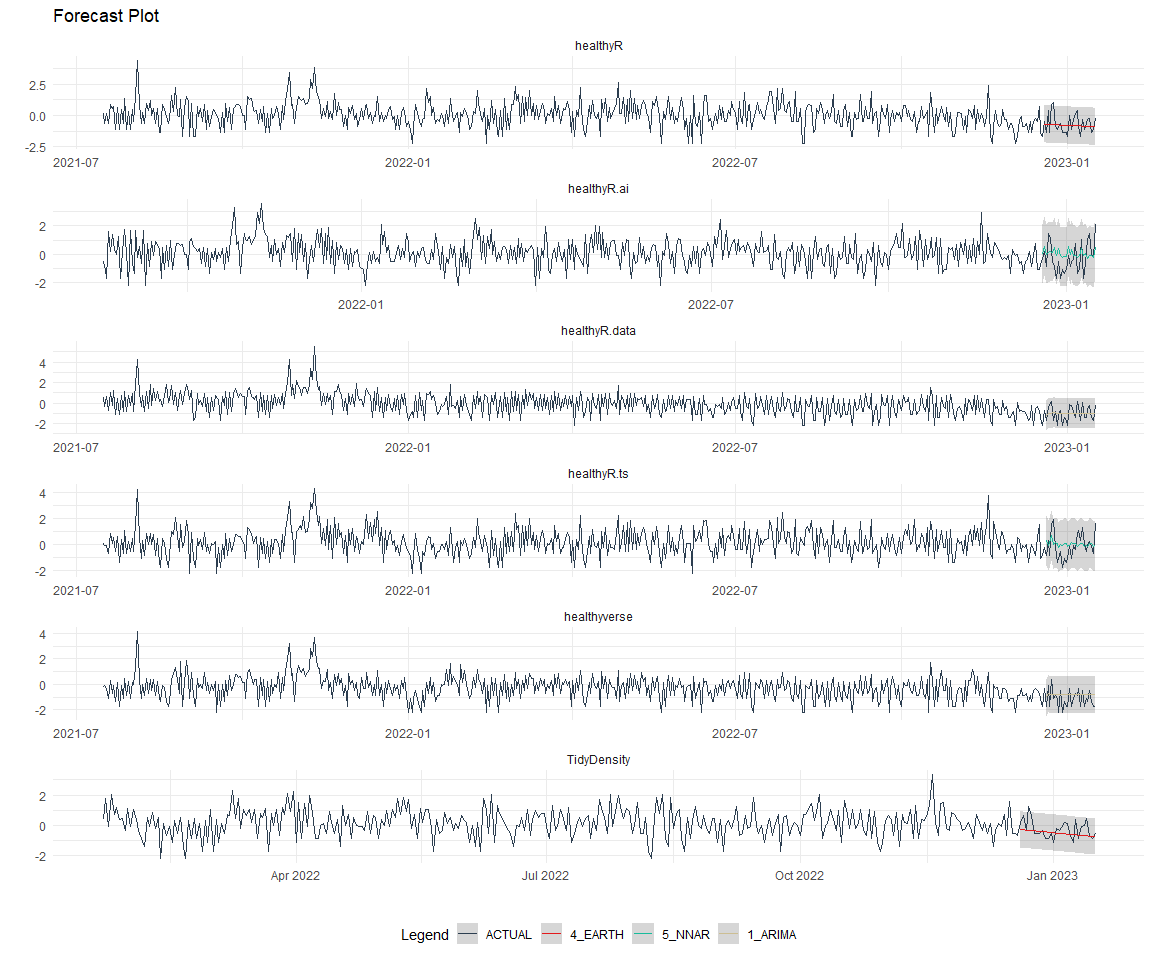 Forecast Plot
healthyR
2.5
0.0
-2.5
2021-07 2022-01 2022-07 2023-01
healthyR.ai
2
0
-2
2022-01 2022-07 2023-01
healthyR.data
4
2
0
-2
2021-07 2022-01 2022-07 2023-01
healthyR.ts
4
2
0
-2
2021-07 2022-01 2022-07 2023-01
healthyverse
4
2
0
-2
2021-07 2022-01 2022-07 2023-01
TidyDensity
2
0
-2
Apr 2022 Jul 2022 Oct 2022 Jan 2023
Legend ACTUAL 4_EARTH 5_NNAR 1_ARIMA